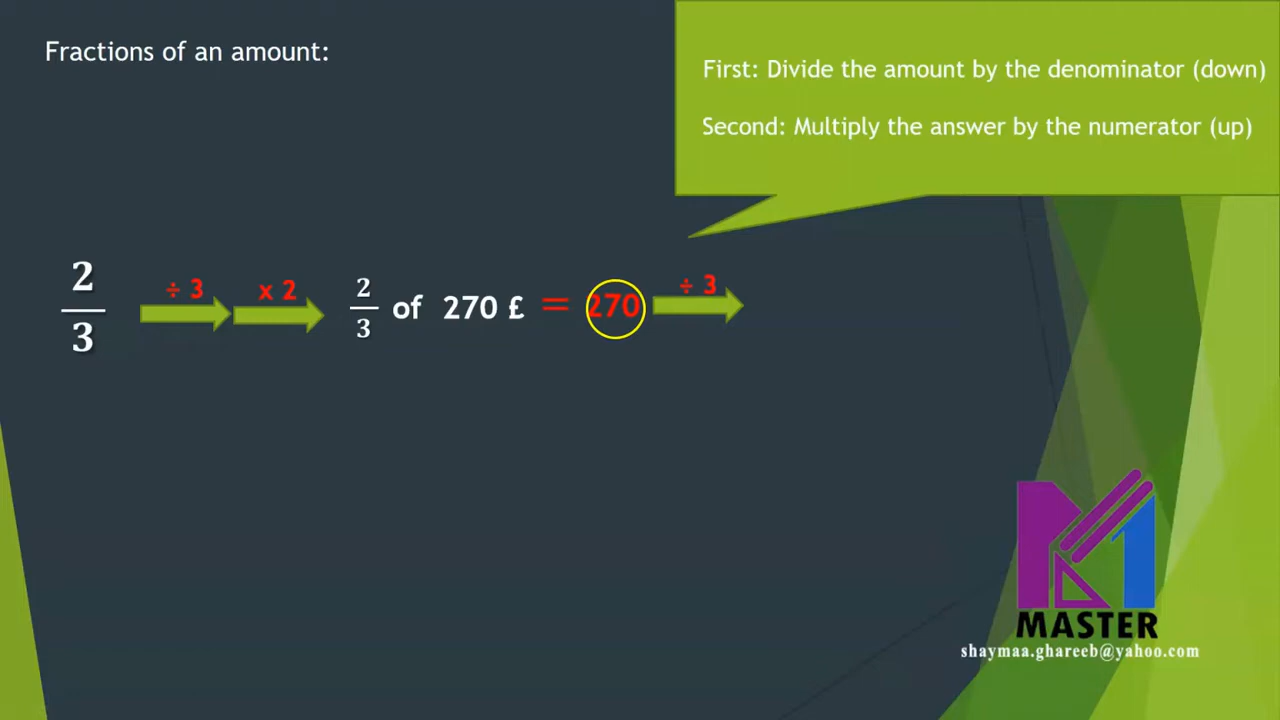 Fractions of an amount:
First: Divide the amount by the denominator (down)
Second: Multiply the answer by the numerator (up)
2/3 ÷ 3 x 2 2/3 of 270 £ = 270 ÷ 3
M1
MASTER
shaymaa.ghareeb@yahoo.com